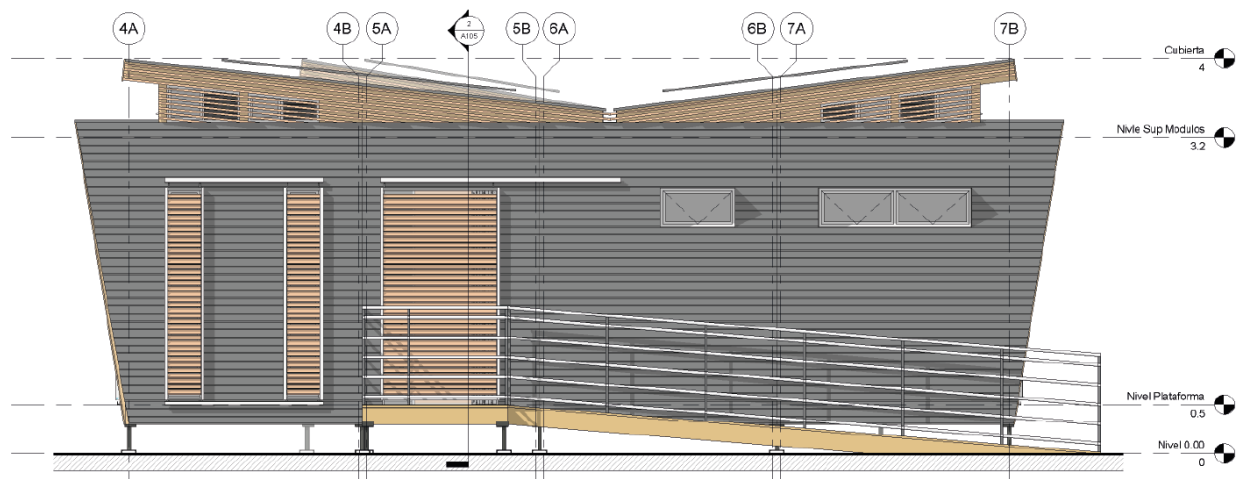 4A
4B
5A
2
A105
5B
6A
6B
7A
7B
Cubierta
4
Nivle Sup Modulos
3.2
Nivel Plataforma
0.5
Nivel 0.00
0